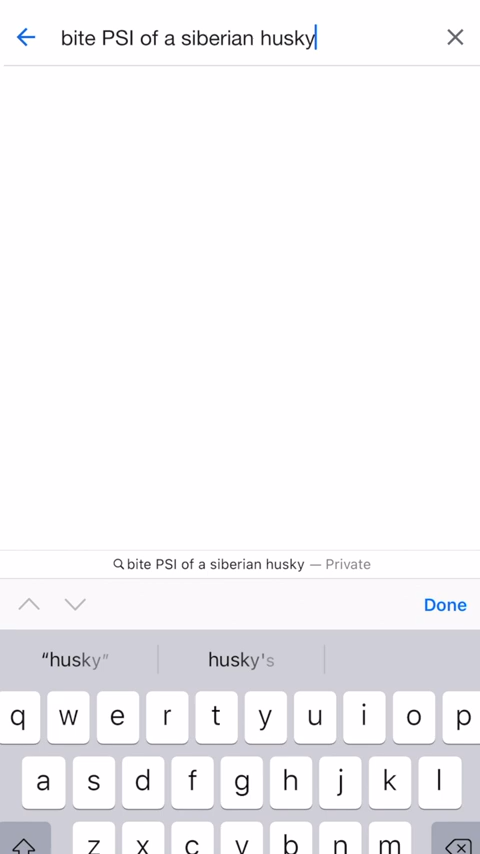 bite PSI of a siberian husky
bite PSI of a siberian husky — Private
Done
“husky” husky's
q w e r t y u i o p
a s d f g h j k l
z x c v b n m